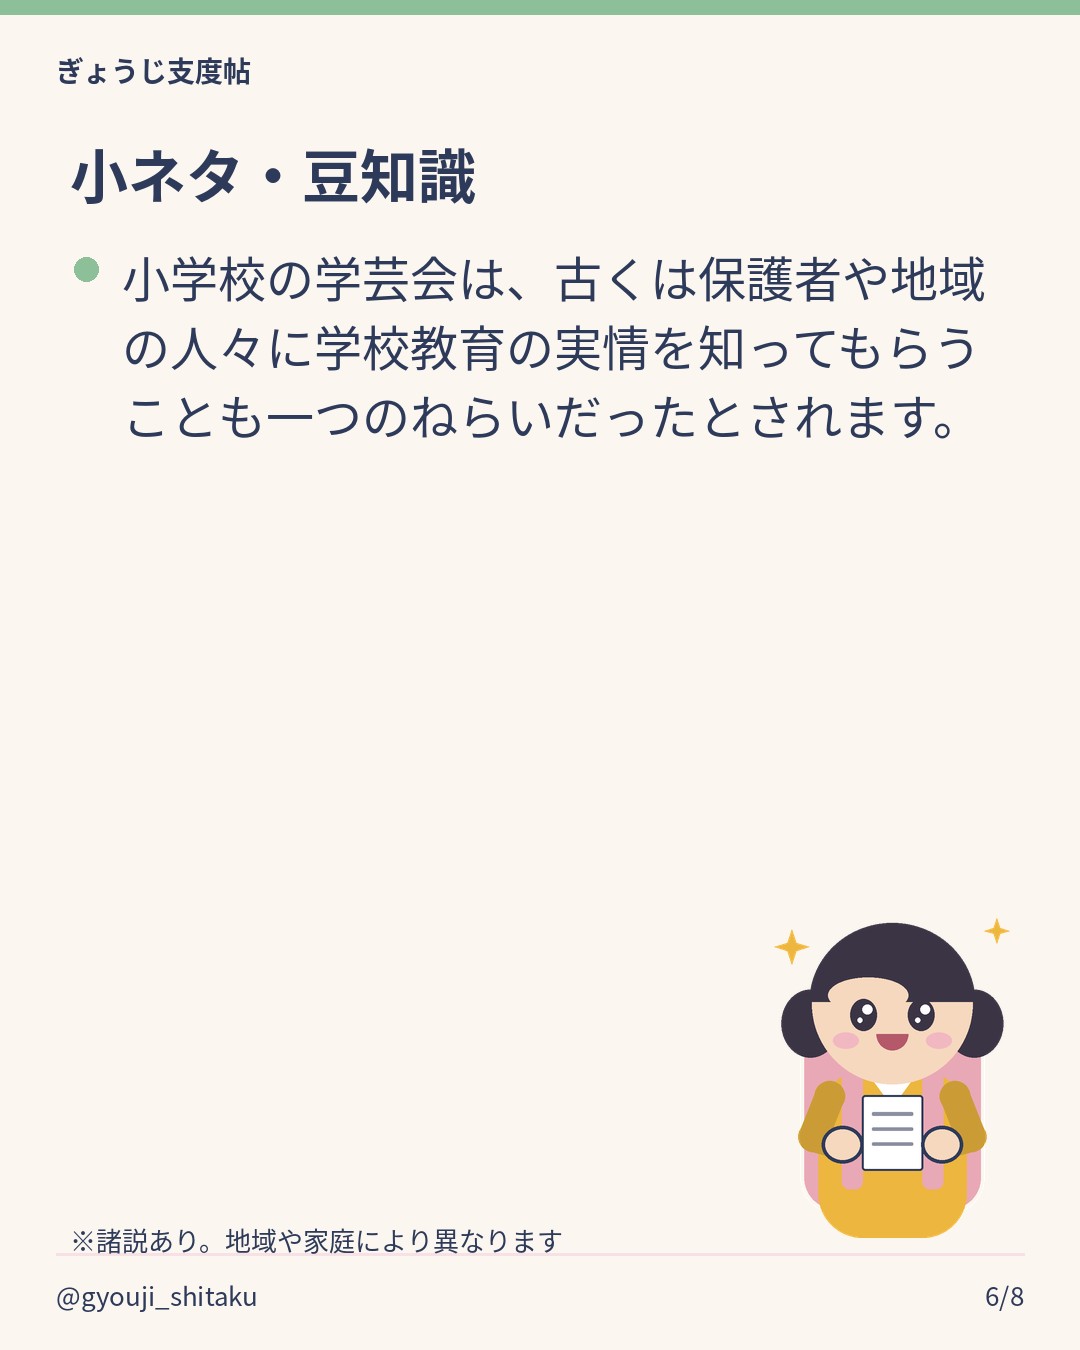 ぎょうじ支度帖
小ネタ・豆知識
小学校の学芸会は、古くは保護者や地域
の人々に学校教育の実情を知ってもらう
ことも一つのねらいだったとされます。
※諸説あり。地域や家庭により異なります
@gyouji_shitaku
6/8